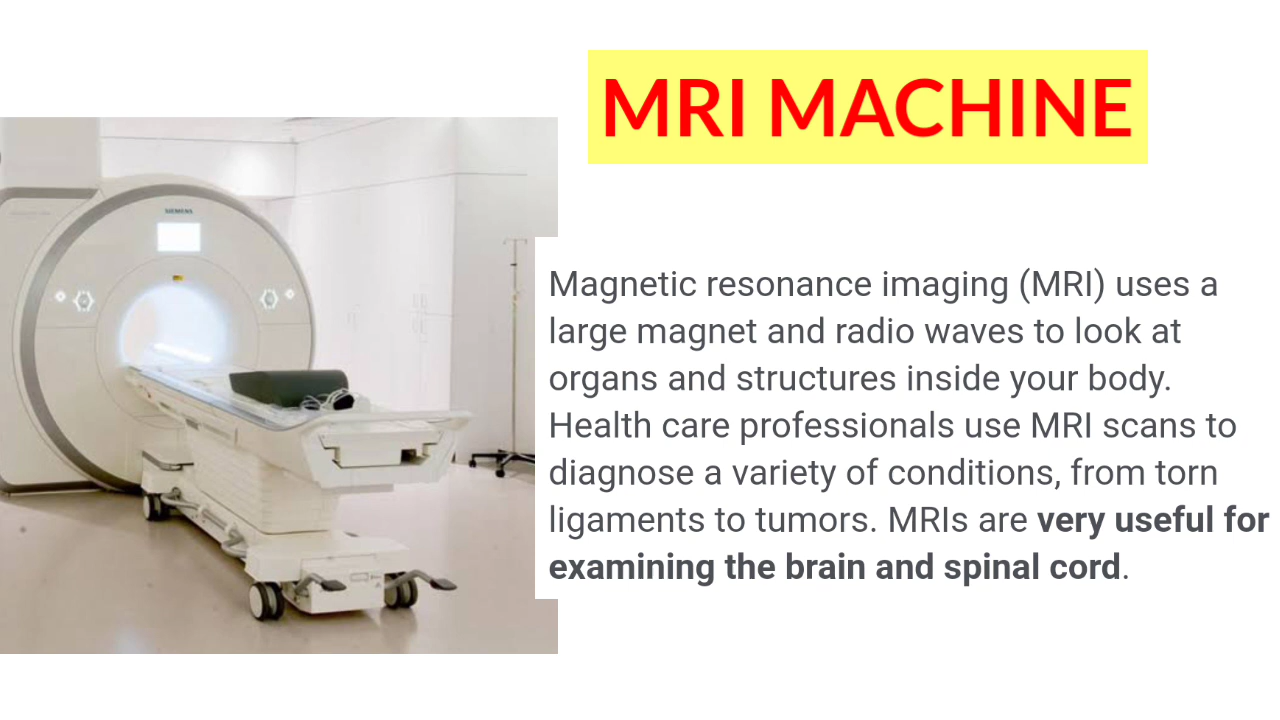 MRI MACHINE
SIEMENS
Magnetic resonance imaging (MRI) uses a
large magnet and radio waves to look at
organs and structures inside your body.
Health care professionals use MRI scans to
diagnose a variety of conditions, from torn
ligaments to tumors. MRIs are very useful for
examining the brain and spinal cord.